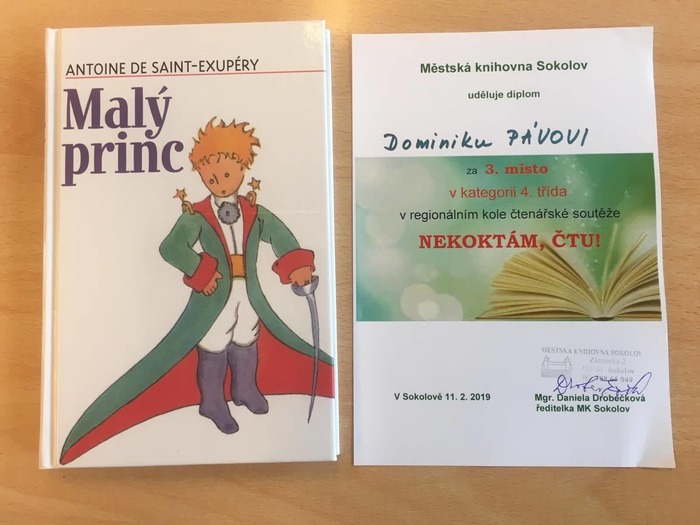 ANTOINE DE SAINT-EXUPÉRY
Malý
princ
Městská knihovna Sokolov
uděluje diplom
Dominiku PÁVOVI
za 3. místo
v kategorii 4. třída
v regionálním kole čtenářské soutěže
NEKOKTÁM, ČTU!
MĚSTSKÁ KNIHOVNA SOKOLOV
Sokolov
V Sokolově 11. 2. 2019
Mgr. Daniela Drobečková
ředitelka MK Sokolov